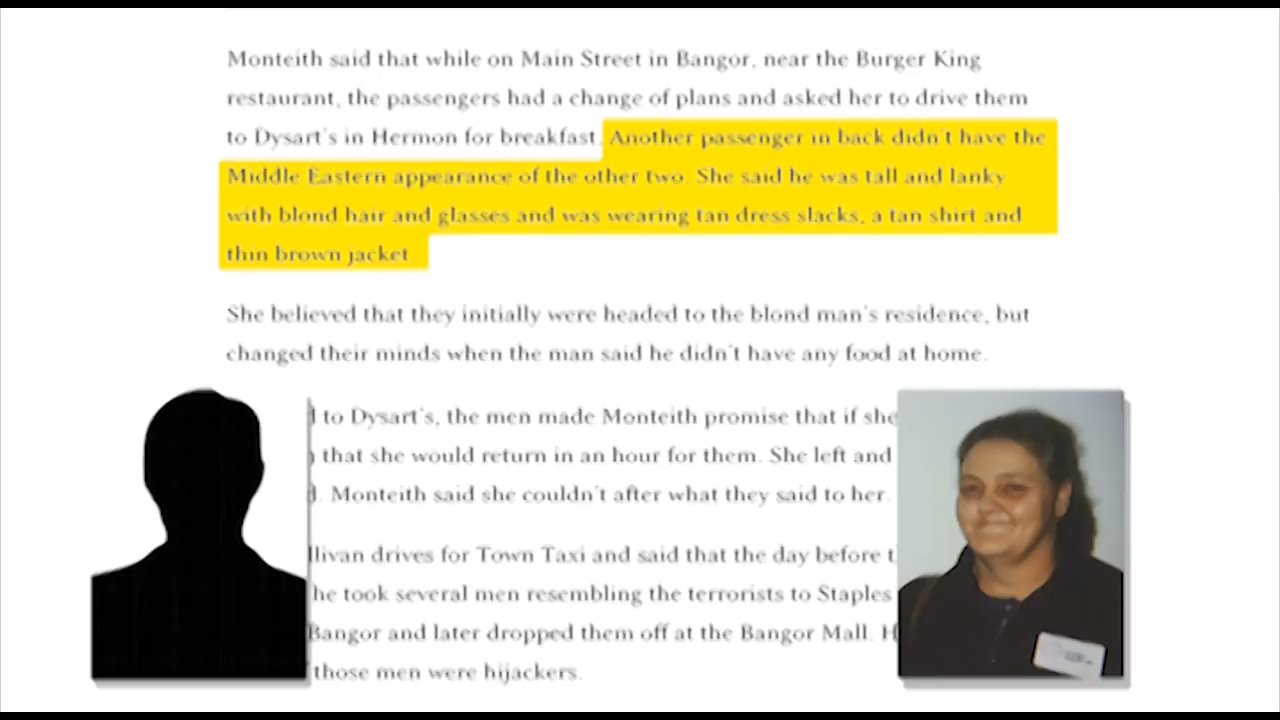 Monteith said that while on Main Street in Bangor, near the Burger King
restaurant, the passengers had a change of plans and asked her to drive them
to Dysart's in Hermon for breakfast. Another passenger in back didn't have the
Middle Eastern appearance of the other two. She said he was tall and lanky
with blond hair and glasses and was wearing tan dress slacks, a tan shirt and
thin brown jacket
She believed that they initially were headed to the blond man's residence, but
changed their minds when the man said he didn't have any food at home.
to Dysart's, the men made Monteith promise that if she
that she would return in an hour for them. She left and
Monteith said she couldn't after what they said to her.
llivan drives for Town Taxi and said that the day before t
he took several men resembling the terrorists to Staples
Bangor and later dropped them off at the Bangor Mall. H
those men were hijackers.